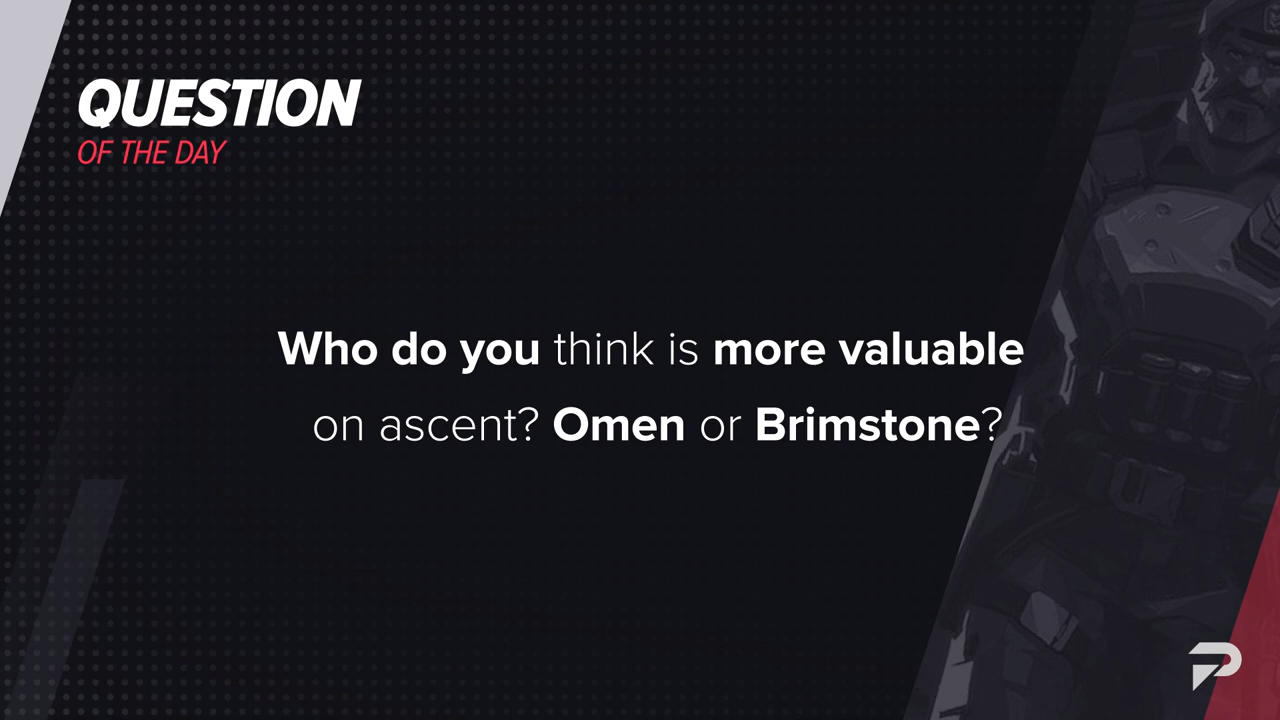 QUESTION
OF THE DAY
Who do you think is more valuable
on ascent? Omen or Brimstone?